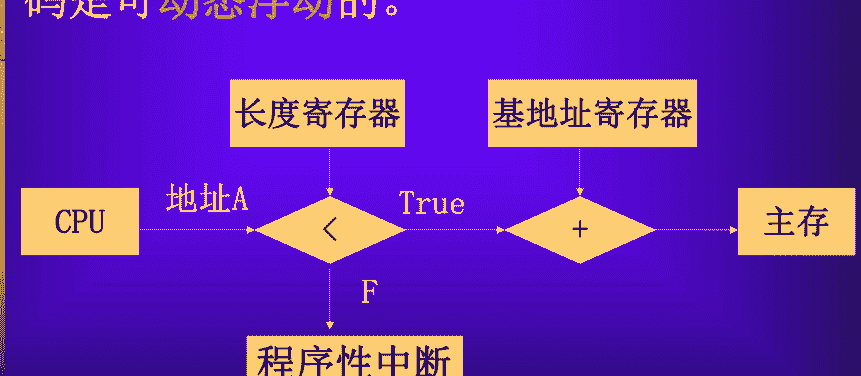 码是可动态浮动的。
长度寄存器 基地址寄存器
CPU 地址A < True + 主存
F
程序性中断